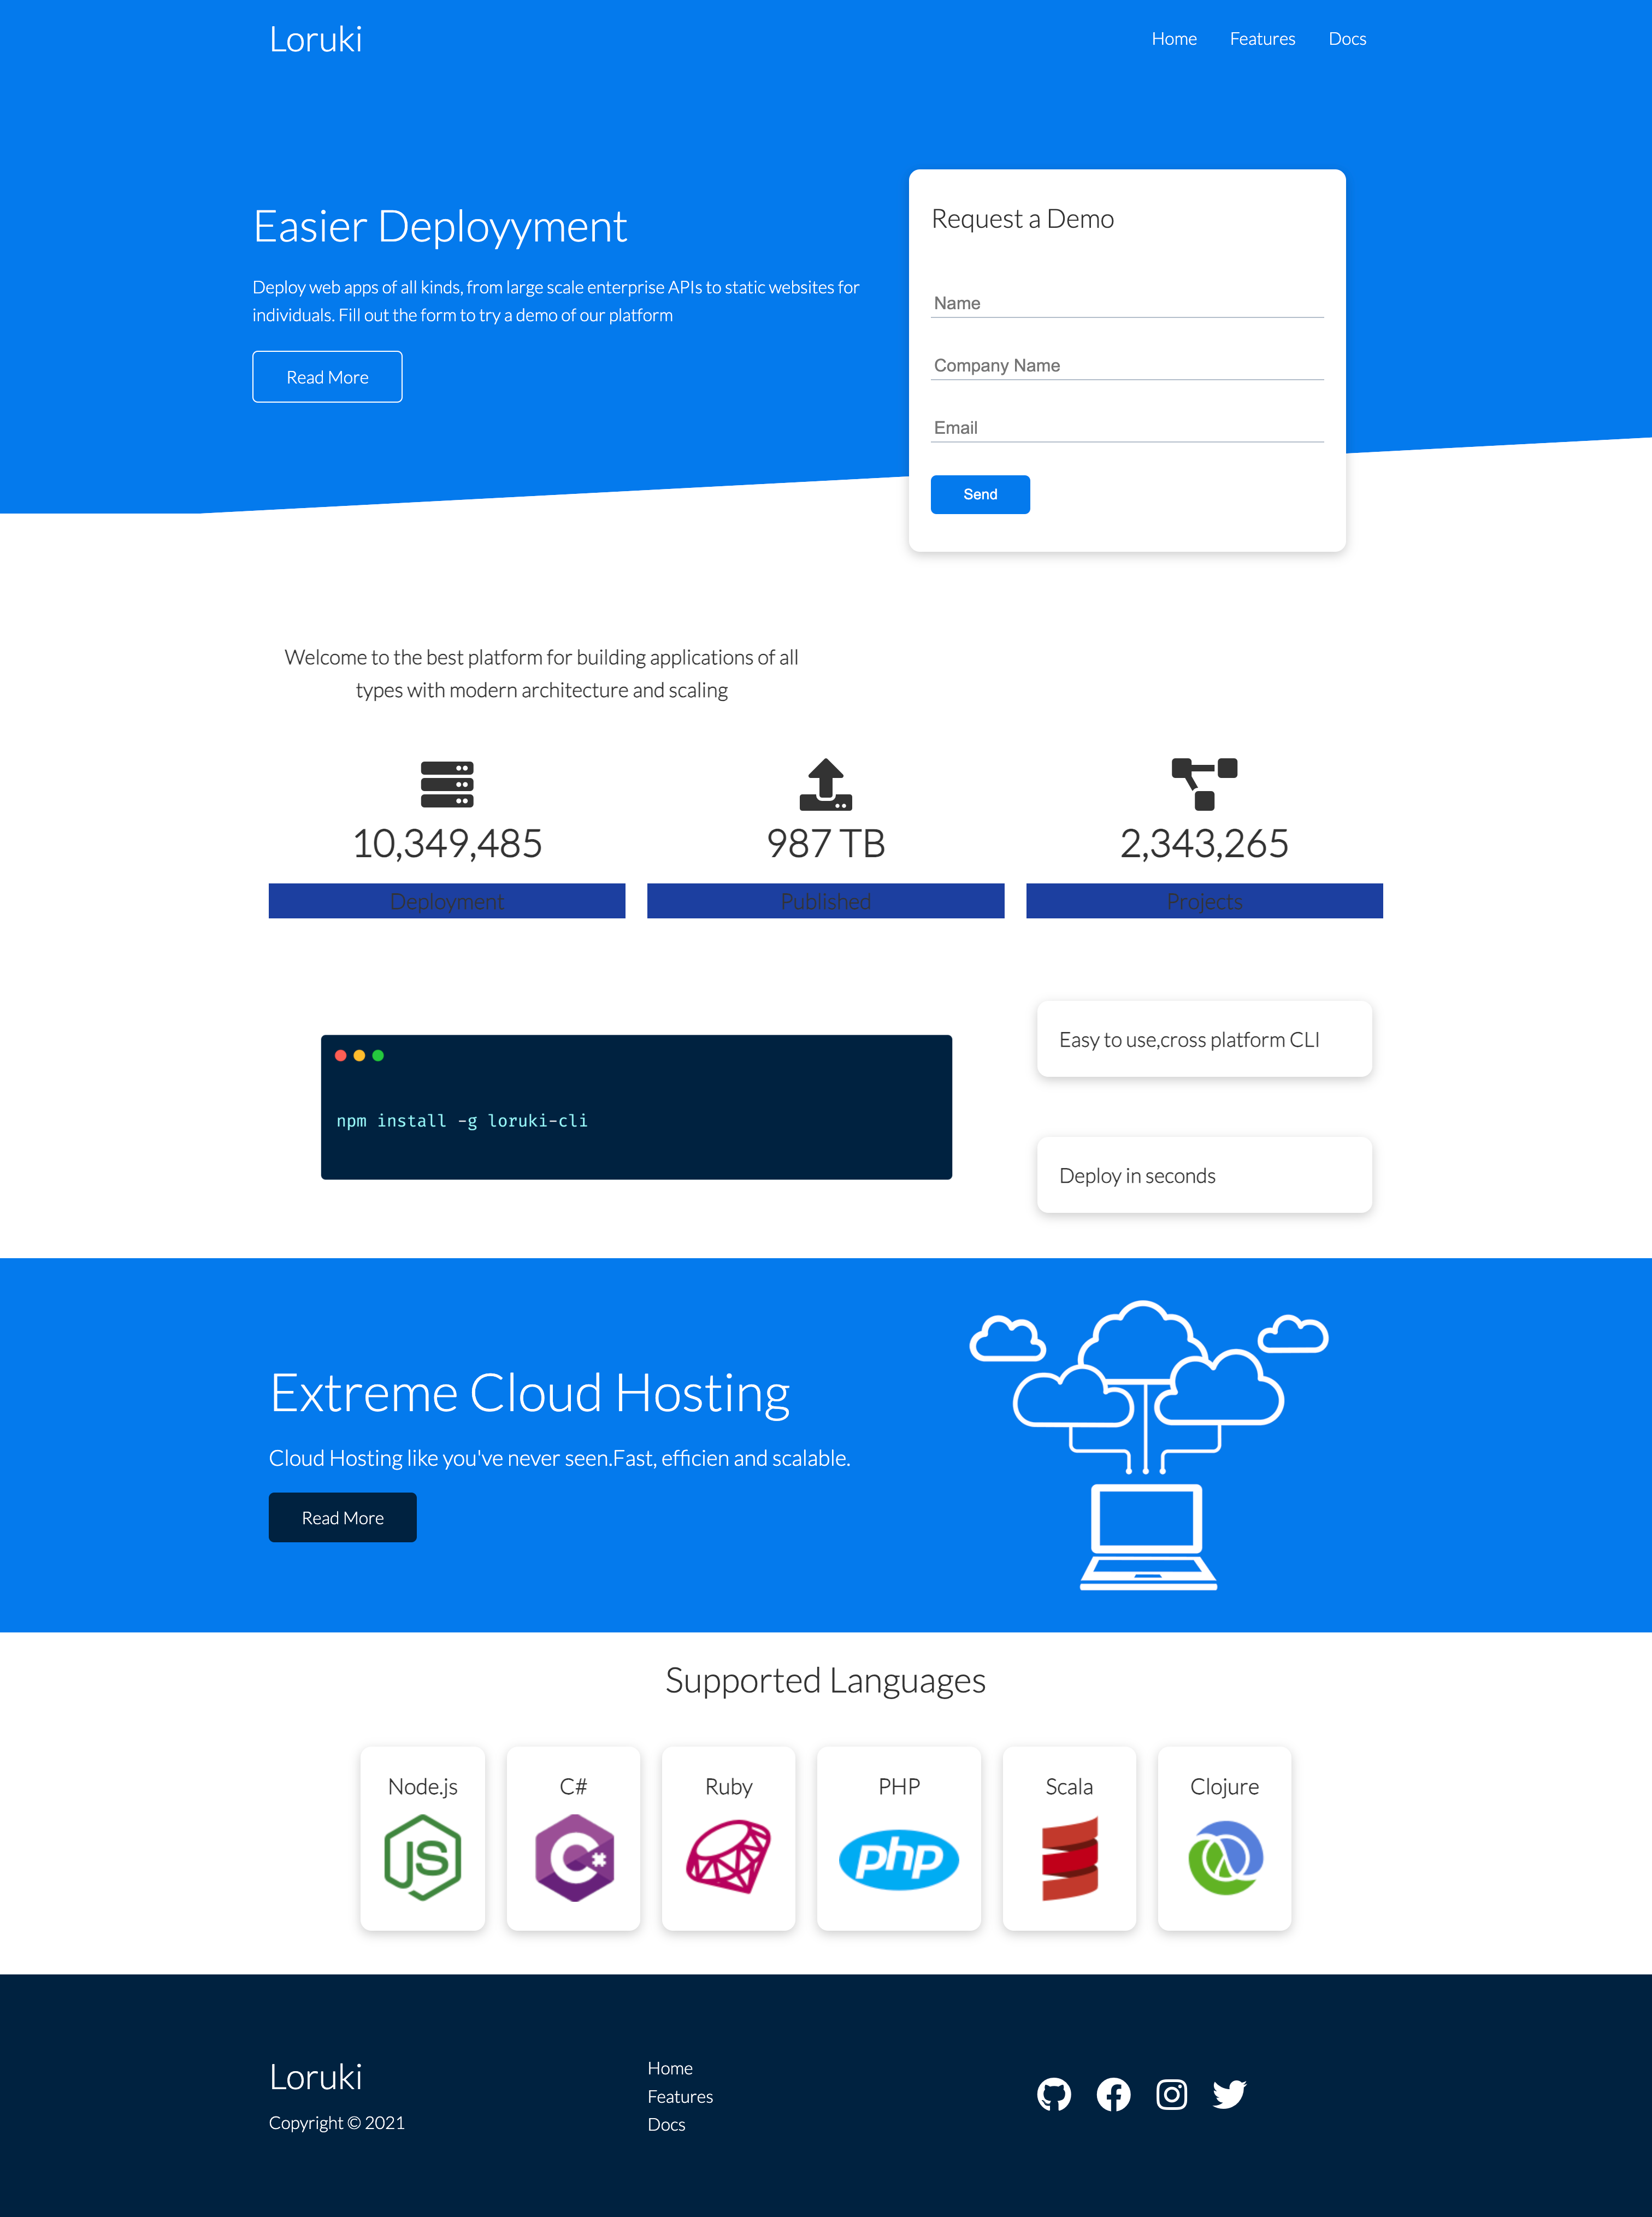 Loruki
Home Features Docs
Easier Deployyment
Deploy web apps of all kinds, from large scale enterprise APIs to static websites for
individuals. Fill out the form to try a demo of our platform
Read More
Request a Demo
Name
Company Name
Email
Send
Welcome to the best platform for building applications of all
types with modern architecture and scaling
10,349,485
Deployment
987 TB
Published
2,343,265
Projects
npm install -g loruki-cli
Easy to use,cross platform CLI
Deploy in seconds
Extreme Cloud Hosting
Cloud Hosting like you've never seen.Fast, efficien and scalable.
Read More
Supported Languages
Node.js
JS
C#
C#
Ruby
PHP
php
Scala
Clojure
Loruki
Copyright © 2021
Home
Features
Docs